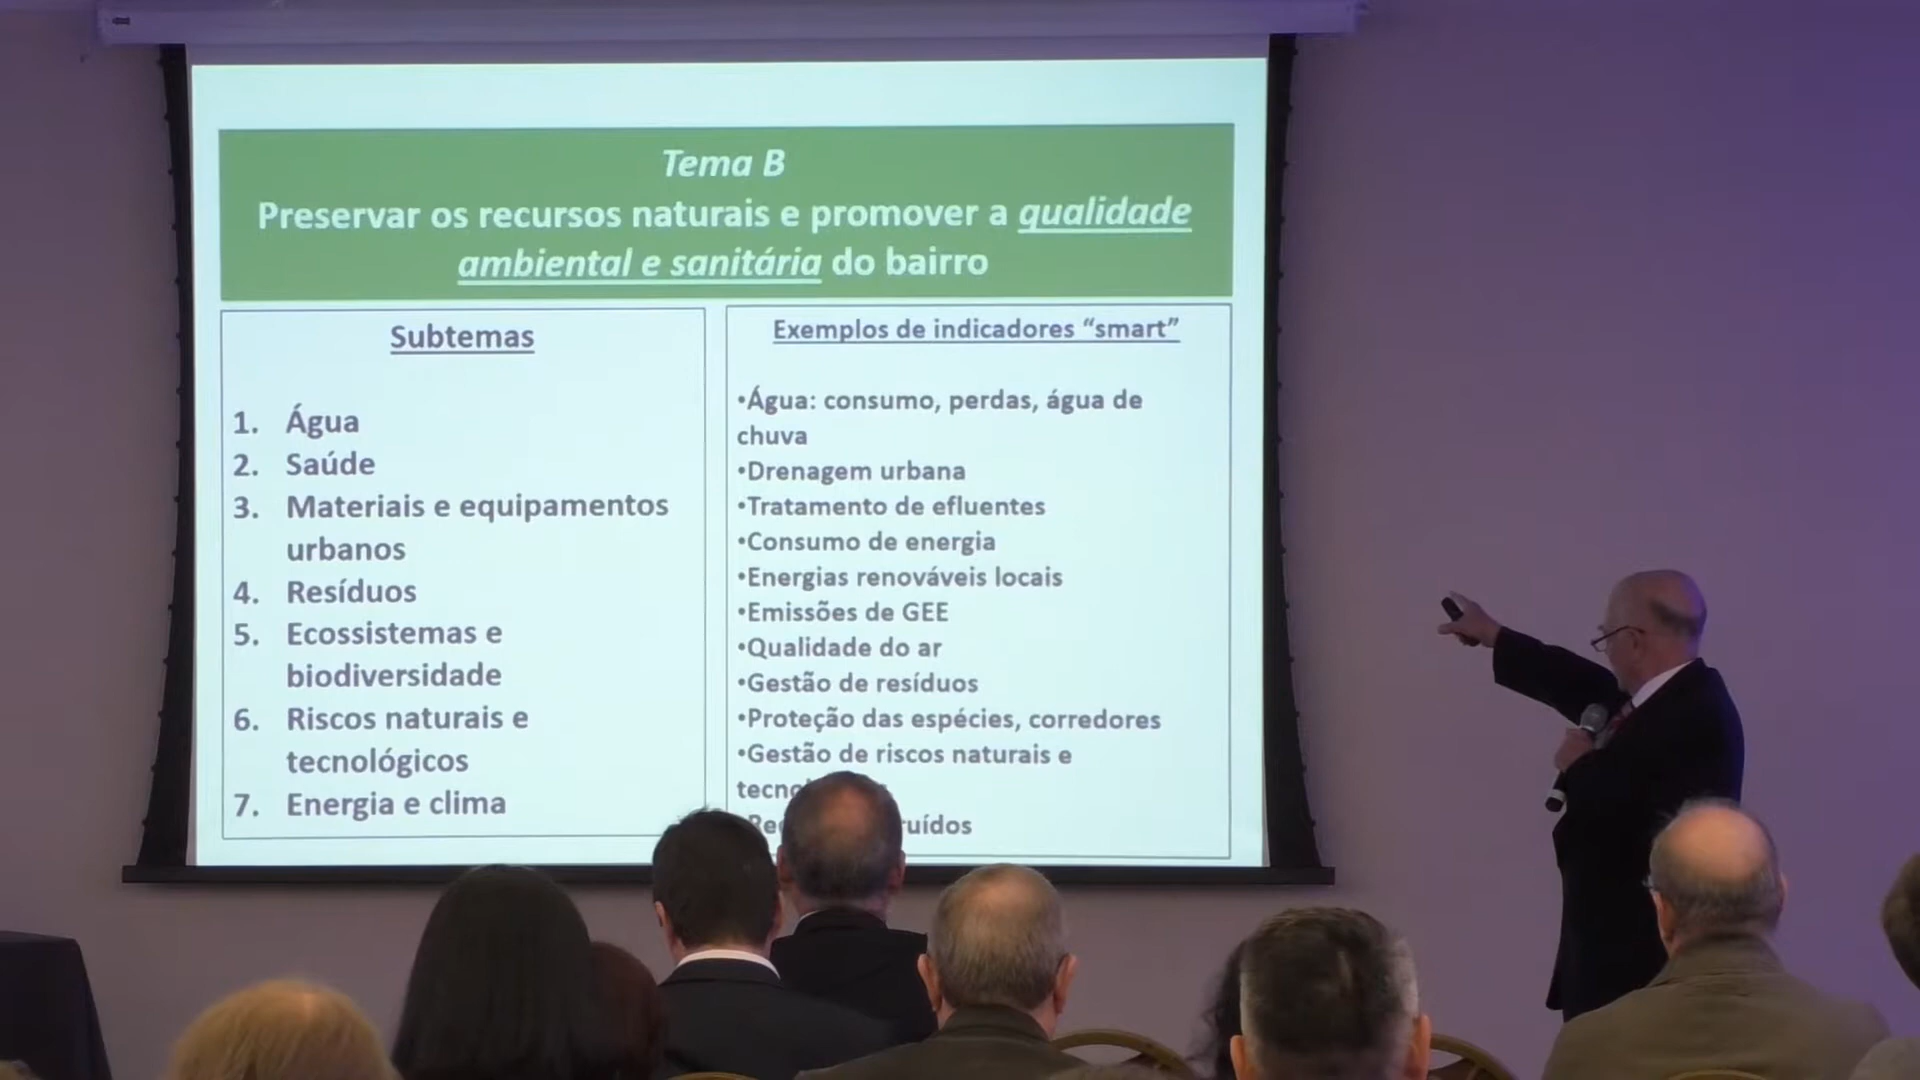 Tema B
Preservar os recursos naturais e promover a qualidade
ambiental e sanitária do bairro
Subtemas
1. Água
2. Saúde
3. Materiais e equipamentos
urbanos
4. Resíduos
5. Ecossistemas e
biodiversidade
6. Riscos naturais e
tecnológicos
7. Energia e clima
Exemplos de indicadores “smart”
•Água: consumo, perdas, água de
chuva
•Drenagem urbana
•Tratamento de efluentes
•Consumo de energia
•Energias renováveis locais
•Emissões de GEE
•Qualidade do ar
•Gestão de resíduos
•Proteção das espécies, corredores
•Gestão de riscos naturais e
ruídos